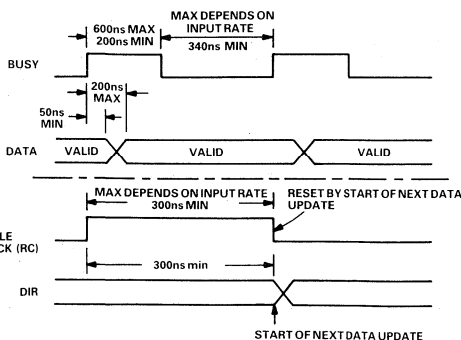 600ns MAX
200ns MIN
MAX DEPENDS ON
INPUT RATE
340ns MIN
BUSY
200ns
MAX
50ns
MIN
DATA
VALID
VALID
VALID
MAX DEPENDS ON INPUT RATE
300ns MIN
RESET BY START OF NEXT DATA
UPDATE
(RC)
300ns min
DIR
START OF NEXT DATA UPDATE